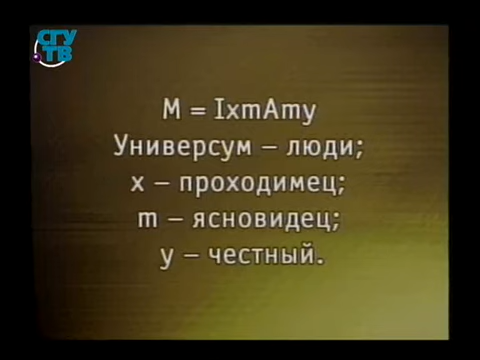 СГУ
ТВ
M = IxmAmy
Универсум – люди;
x – проходимец;
m – ясновидец;
y – честный.